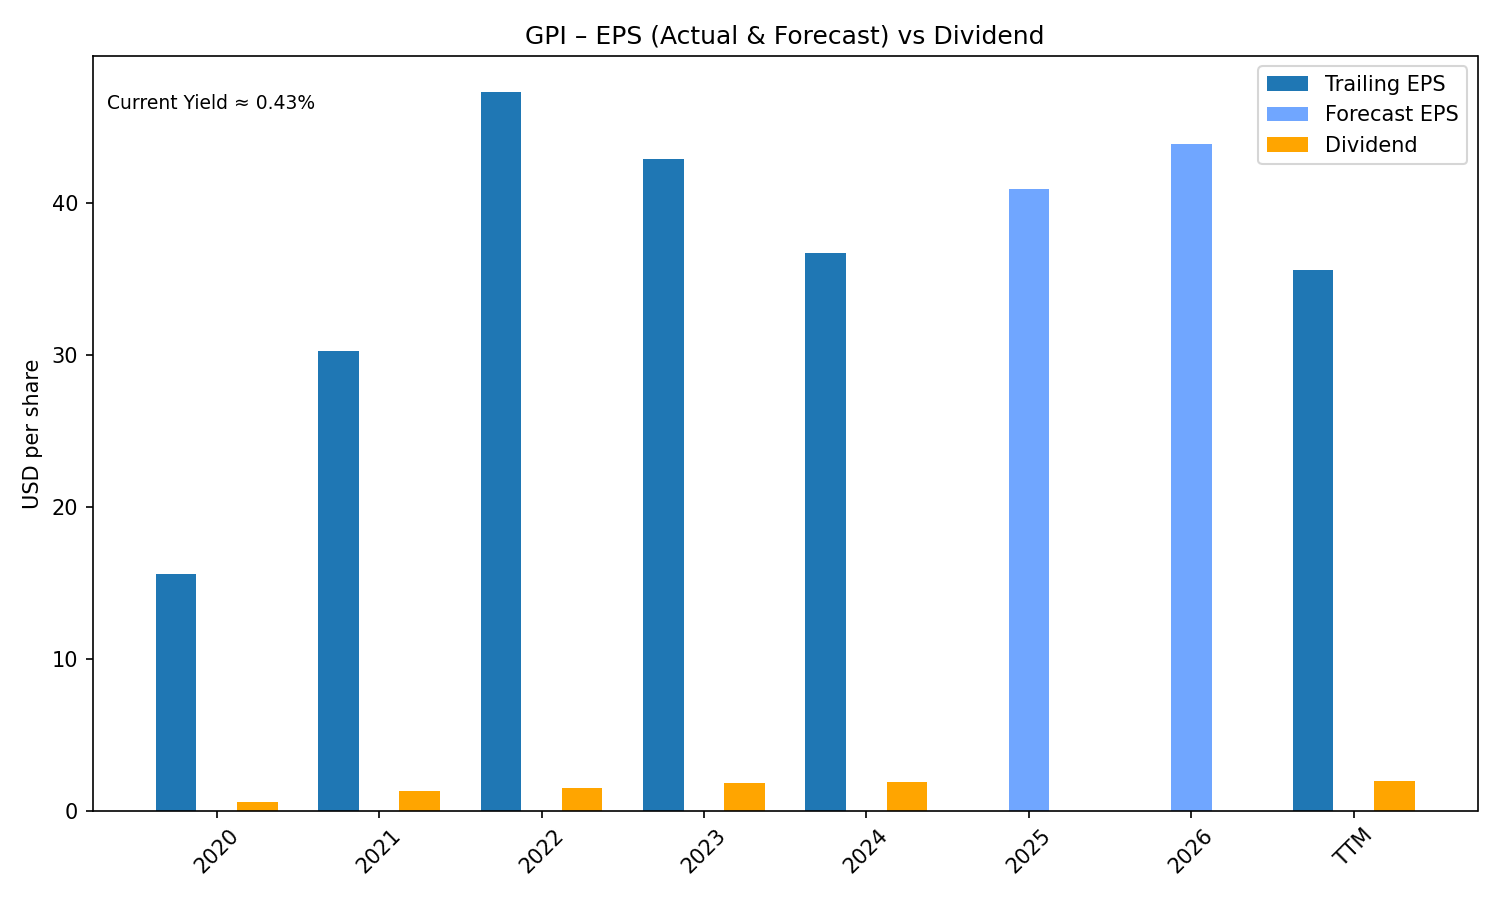 GPI – EPS (Actual & Forecast) vs Dividend
Current Yield ≈ 0.43%
Trailing EPS
Forecast EPS
Dividend
USD per share
40
30
20
10
0
2020
2021
2022
2023
2024
2025
2026
TTM